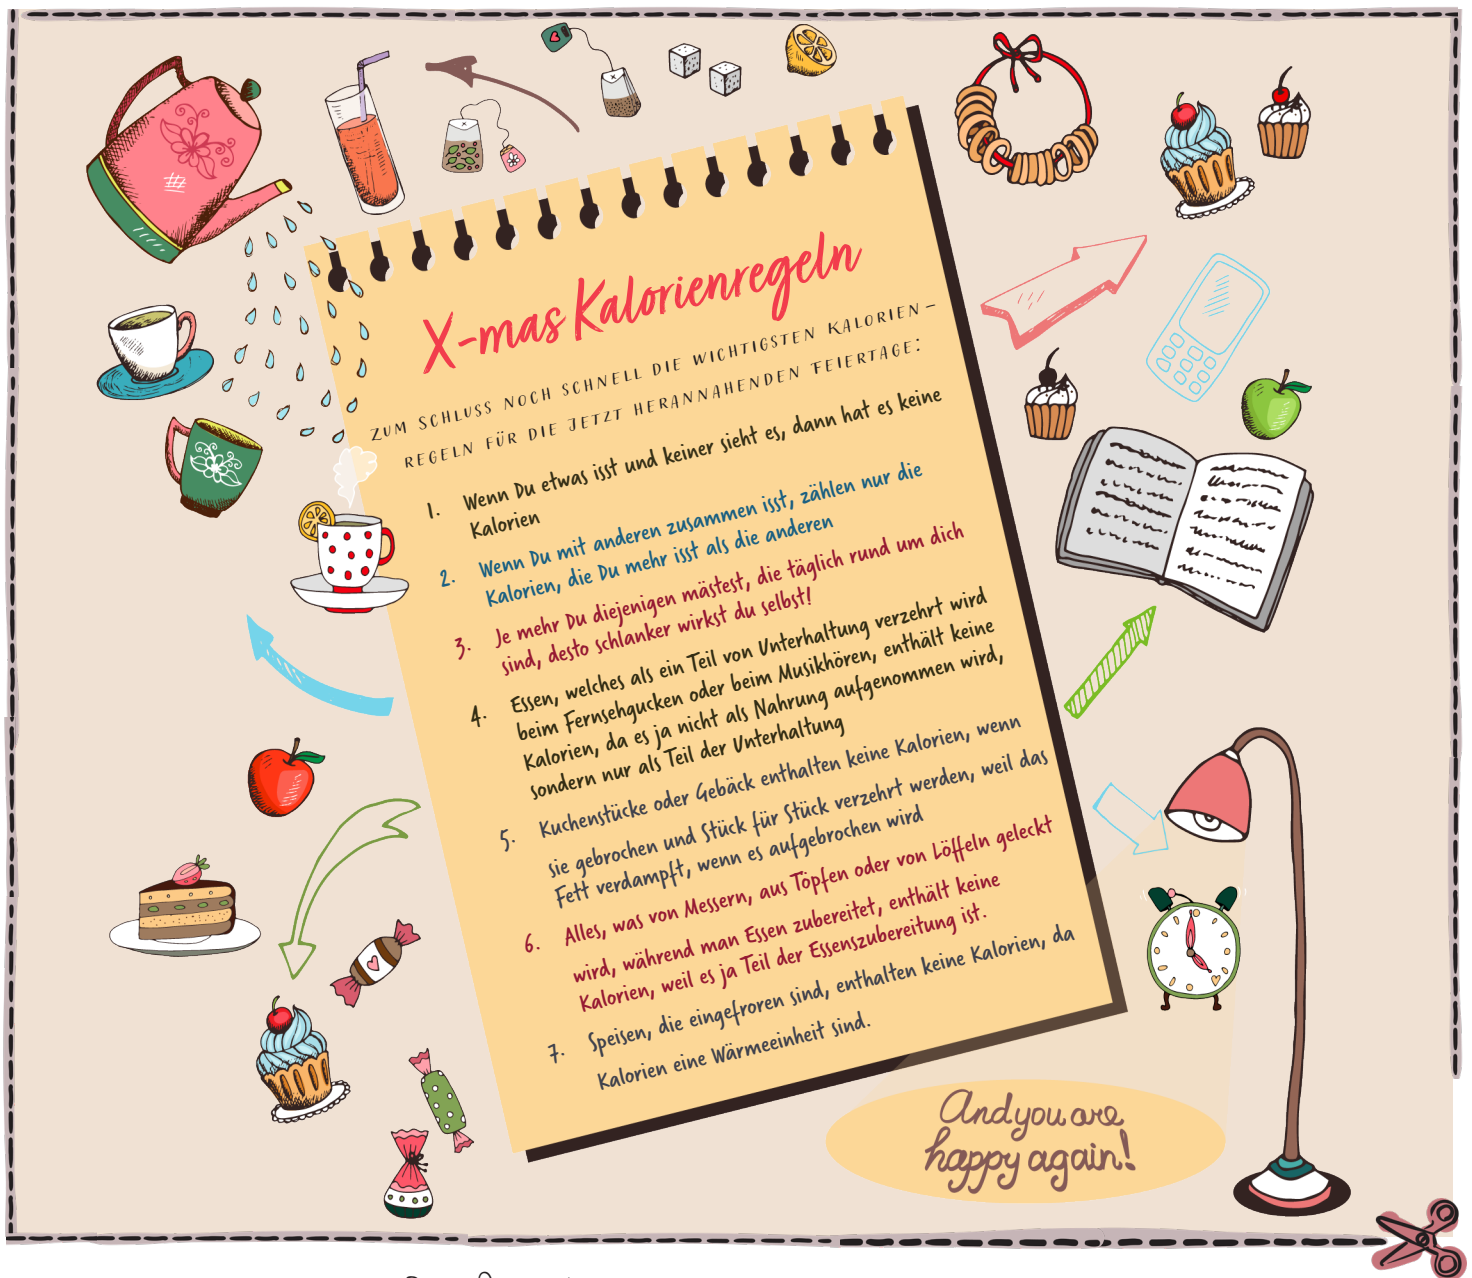 X-mas Kalorienregeln
ZUM SCHLUSS NOCH SCHNELL DIE WICHTIGSTEN KALORIEN-
REGELN FÜR DIE JETZT HERANNAHENDEN FEIERTAGE:
1. Wenn Du etwas isst und keiner sieht es, dann hat es keine
Kalorien
2. Wenn Du mit anderen zusammen isst, zählen nur die
Kalorien, die Du mehr isst als die anderen
3. Je mehr Du diejenigen mästest, die täglich rund um dich
sind, desto schlanker wirkst du selbst!
4. Essen, welches als ein Teil von Unterhaltung verzehrt wird
beim Fernsehgucken oder beim Musikhören, enthält keine
Kalorien, da es ja nicht als Nahrung aufgenommen wird,
sondern nur als Teil der Unterhaltung
5. Kuchenstücke oder Gebäck enthalten keine Kalorien, wenn
sie gebrochen und Stück für Stück verzehrt werden, weil das
Fett verdampft, wenn es aufgebrochen wird
6. Alles, was von Messern, aus Töpfen oder von Löffeln geleckt
wird, während man Essen zubereitet, enthält keine
Kalorien, weil es ja Teil der Essenszubereitung ist.
7. Speisen, die eingefroren sind, enthalten keine Kalorien, da
Kalorien eine Wärmeeinheit sind.
And you are
happy again!